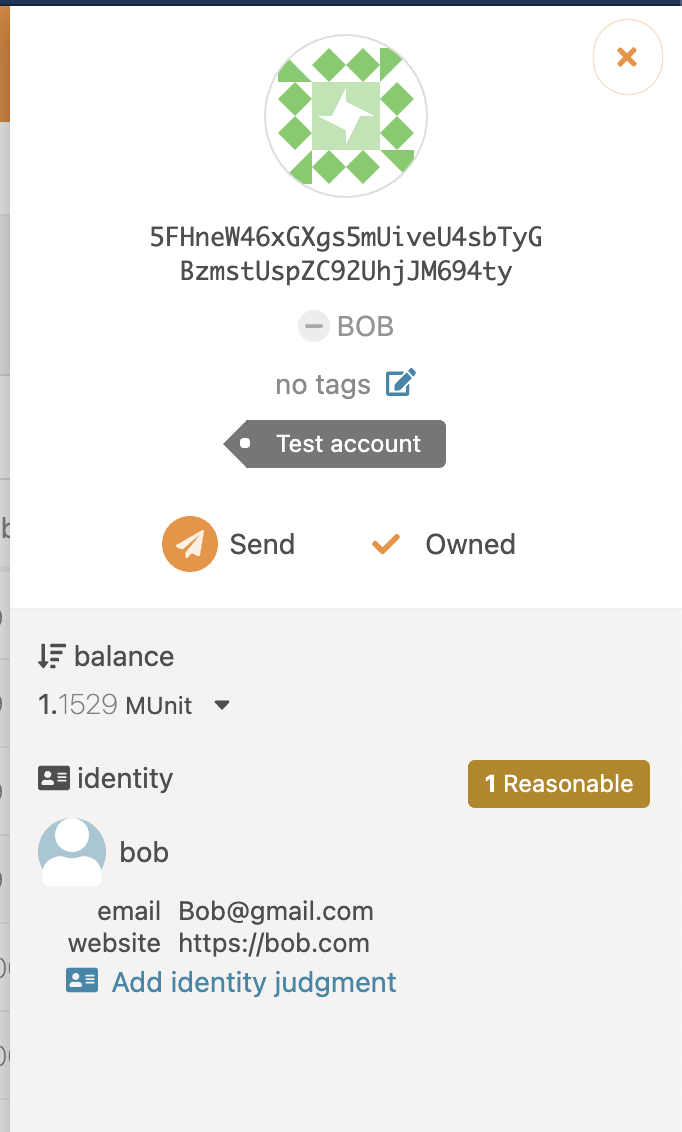 5FHneW46xGXgs5mUiveU4sbTyG
BzmstUspZC92UhjJM694ty
BOB
no tags
Test account
Send
Owned
balance
1.1529 MUnit
identity
1 Reasonable
bob
email Bob@gmail.com
website https://bob.com
Add identity judgment